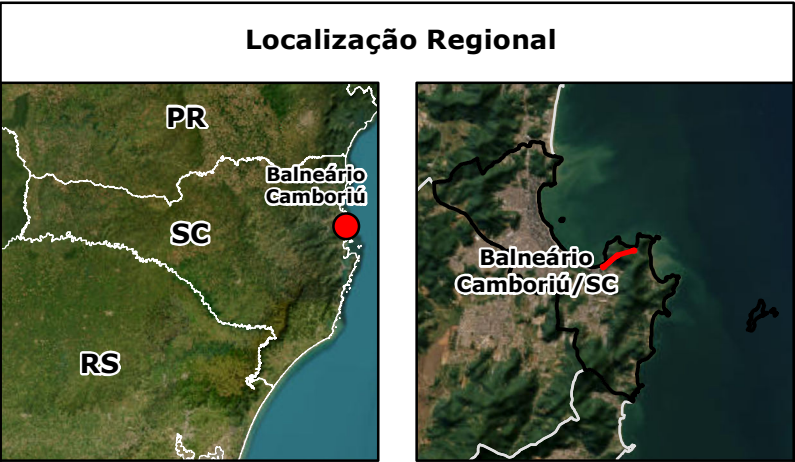 Localização Regional
PR
Balneário
Camboriú
SC
RS
Balneário
Camboriú/SC